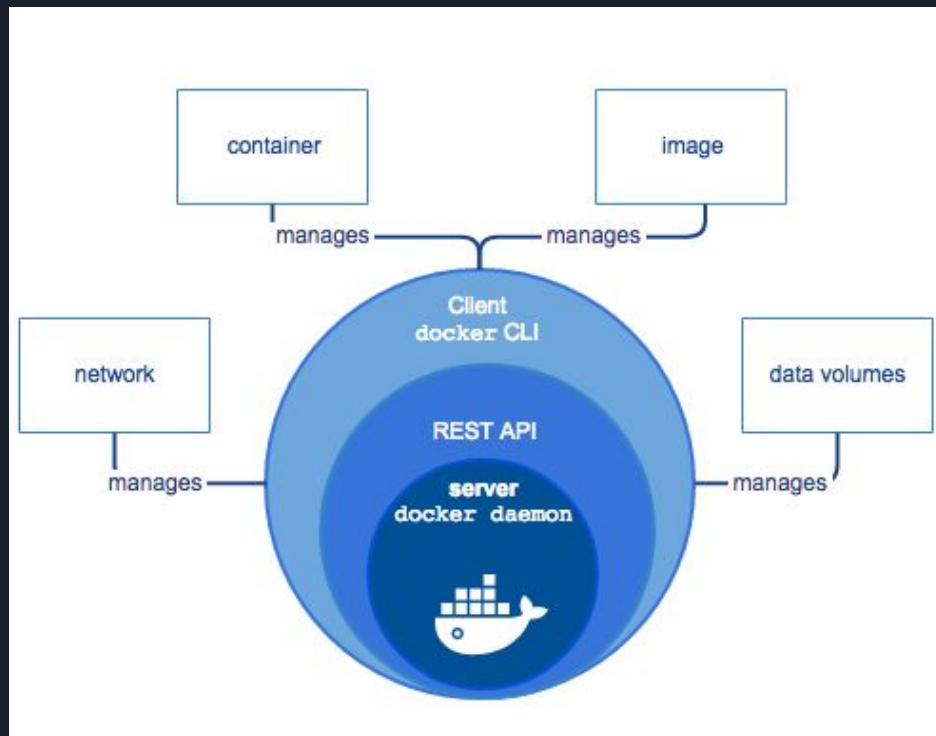 container
image
manages
manages
Client
docker CLI
network
data volumes
REST API
manages
manages
server
docker daemon